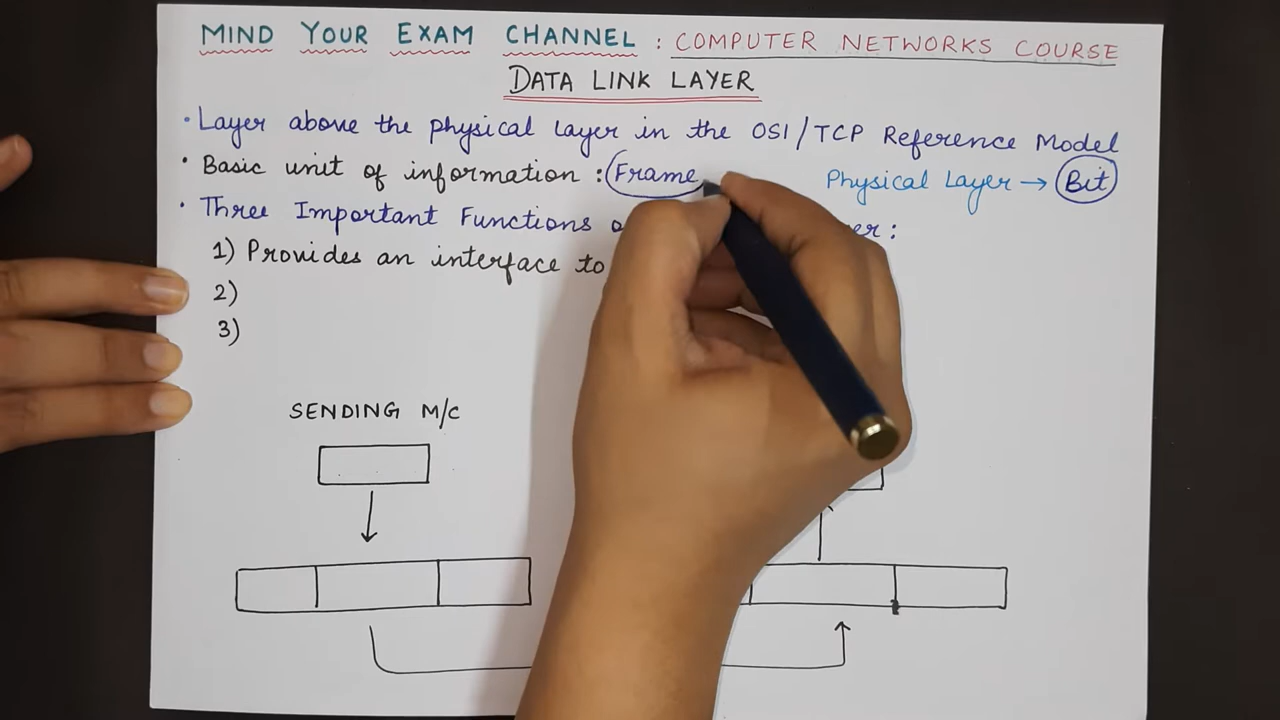 MIND YOUR EXAM CHANNEL : COMPUTER NETWORKS COURSE
DATA LINK LAYER
• Layer above the physical layer in the OSI/TCP Reference Model
• Basic unit of information : Frame Physical Layer → Bit
• Three Important Functions :
1) Provides an interface to
2)
3)
SENDING M/C